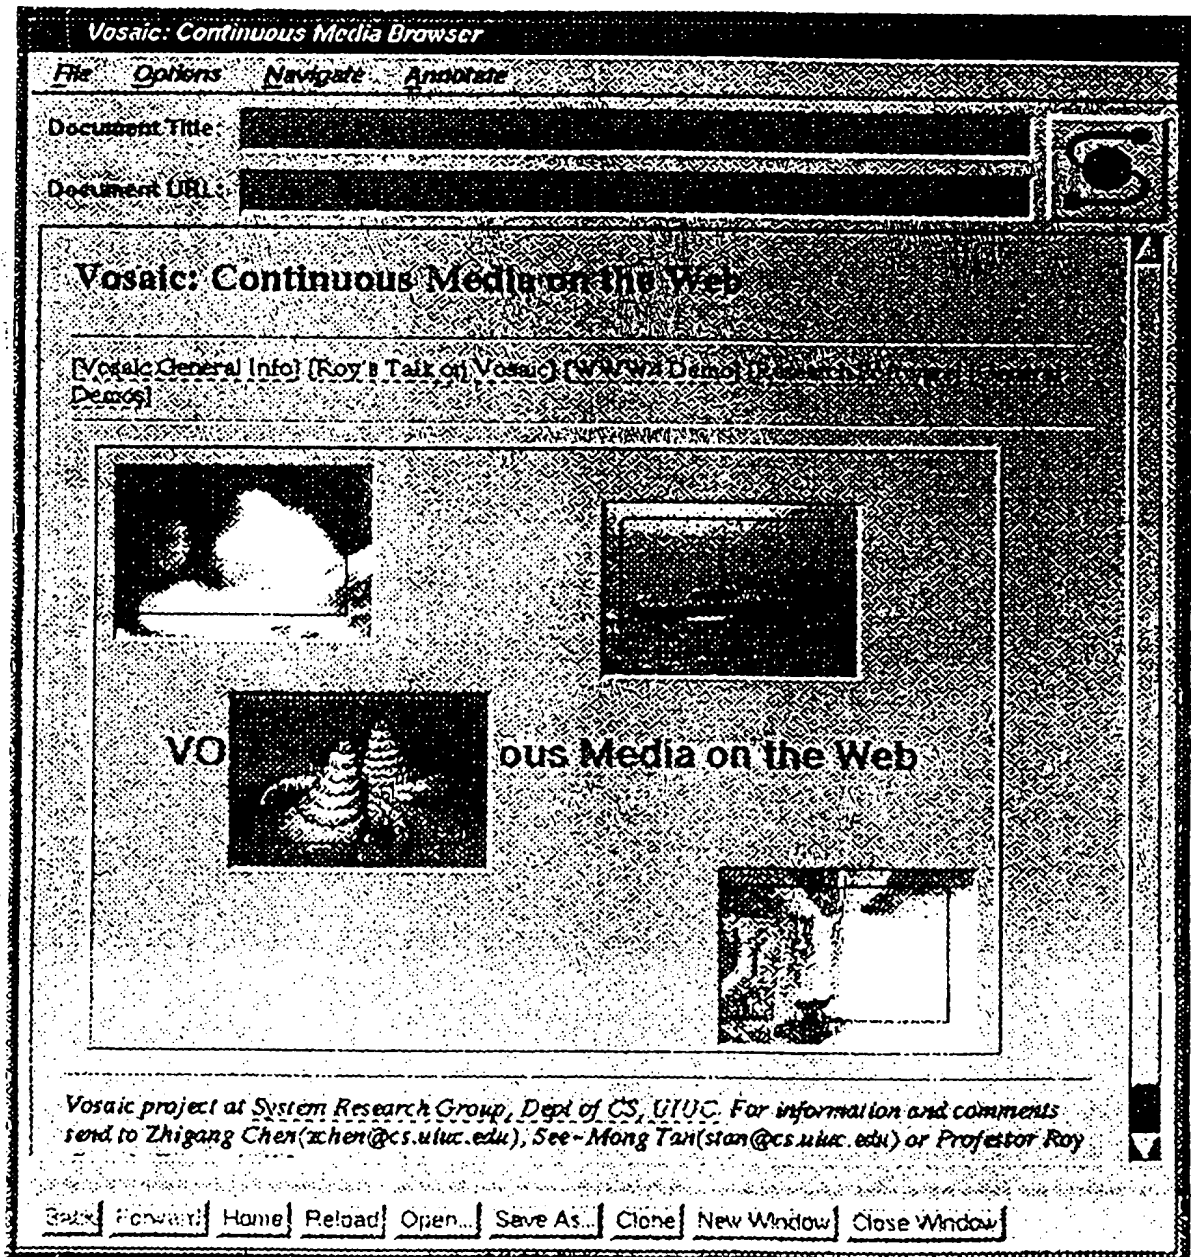 Vosaic: Continuous Media Browser
File Options Navigate Annotate
Document Title:
Document URL:
Vosaic: Continuous Media on the Web
[Vosaic General Info] [Roy's Talk on Vosaic] [WWW4 Demo] [Research Software] [General
Demos]
VO ous Media on the Web
Vosaic project at System Research Group, Dept of CS, UIUC. For information and comments
send to Zhigang Chen(zchen@cs.uiuc.edu), See-Mong Tan(stan@cs.uiuc.edu) or Professor Roy
Back Forward Home Reload Open... Save As... Clone New Window Close Window